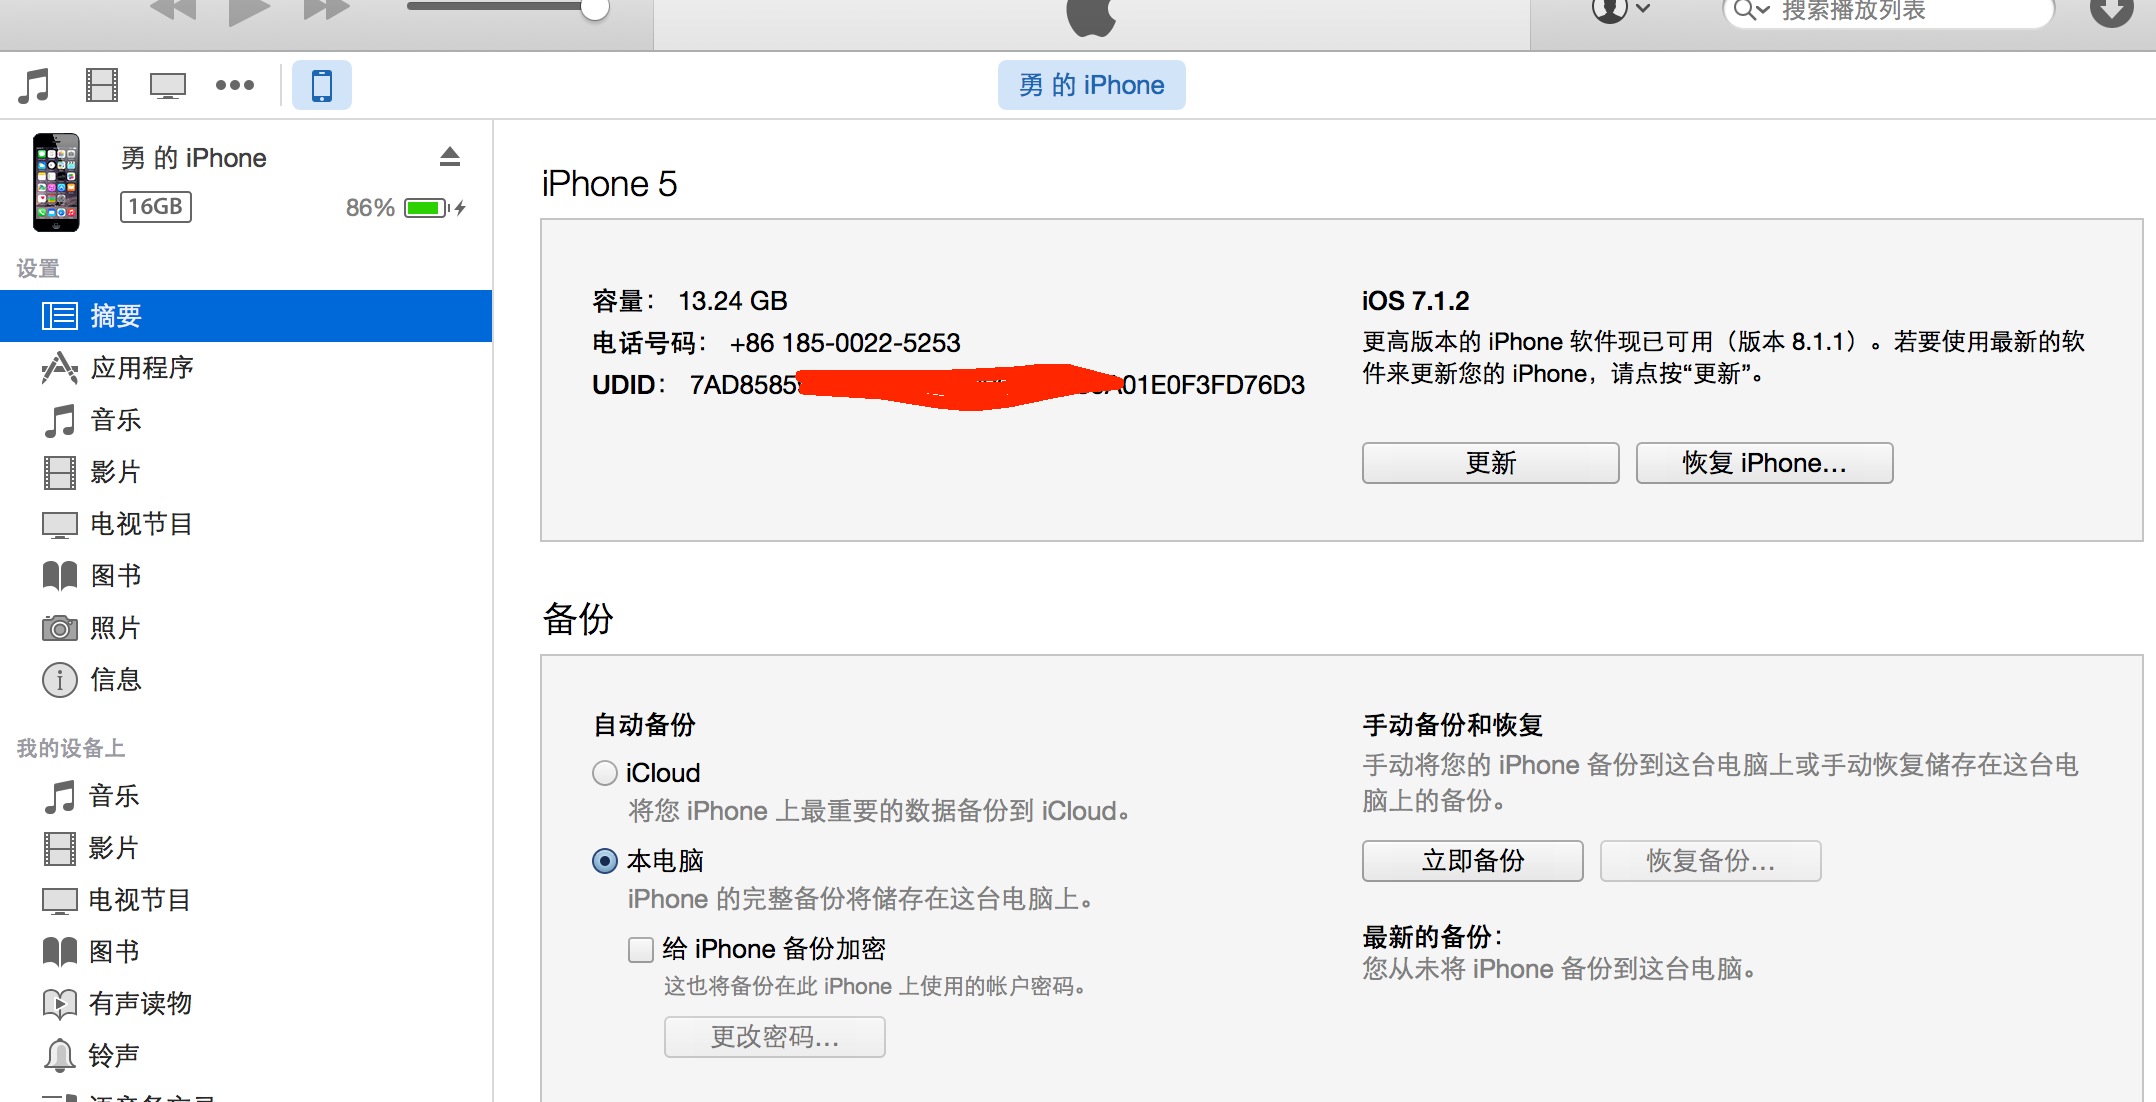 搜索播放列表
勇 的 iPhone
勇 的 iPhone
16GB
86%
设置
摘要
应用程序
音乐
影片
电视节目
图书
照片
信息
我的设备上
音乐
影片
电视节目
图书
有声读物
铃声
iPhone 5
容量： 13.24 GB
电话号码： +86 185-0022-5253
UDID： 7AD8585 01E0F3FD76D3
iOS 7.1.2
更高版本的 iPhone 软件现已可用（版本 8.1.1）。若要使用最新的软
件来更新您的 iPhone，请点按“更新”。
更新
恢复 iPhone...
备份
自动备份
iCloud
将您 iPhone 上最重要的数据备份到 iCloud。
本电脑
iPhone 的完整备份将储存在这台电脑上。
给 iPhone 备份加密
这也将备份在此 iPhone 上使用的帐户密码。
更改密码...
手动备份和恢复
手动将您的 iPhone 备份到这台电脑上或手动恢复储存在这台电
脑上的备份。
立即备份
恢复备份...
最新的备份：
您从未将 iPhone 备份到这台电脑。